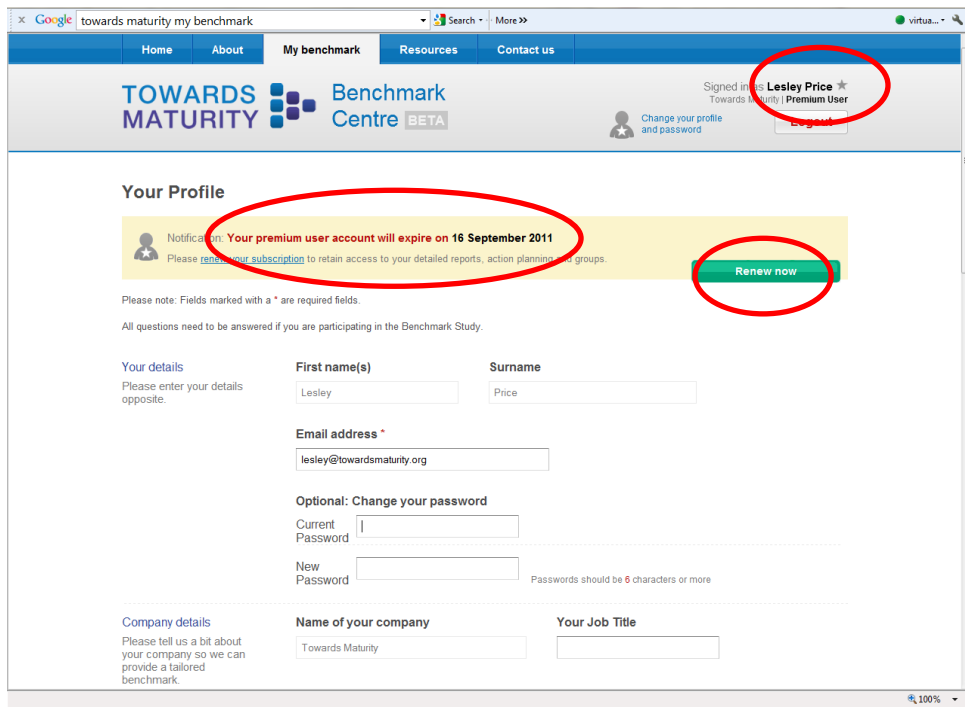 x Google towards maturity my benchmark Search More >> virtua...
Home About My benchmark Resources Contact us
TOWARDS MATURITY
Benchmark Centre BETA
Signed in as Lesley Price
Towards Maturity | Premium User
Change your profile and password
Logout
Your Profile
Notification: Your premium user account will expire on 16 September 2011
Please renew your subscription to retain access to your detailed reports, action planning and groups.
Renew now
Please note: Fields marked with a * are required fields.
All questions need to be answered if you are participating in the Benchmark Study.
Your details
Please enter your details
opposite.
First name(s) Surname
Lesley Price
Email address *
lesley@towardsmaturity.org
Optional: Change your password
Current
Password
New
Password
Passwords should be 6 characters or more
Company details
Please tell us a bit about
your company so we can
provide a tailored
benchmark.
Name of your company Your Job Title
Towards Maturity
100%